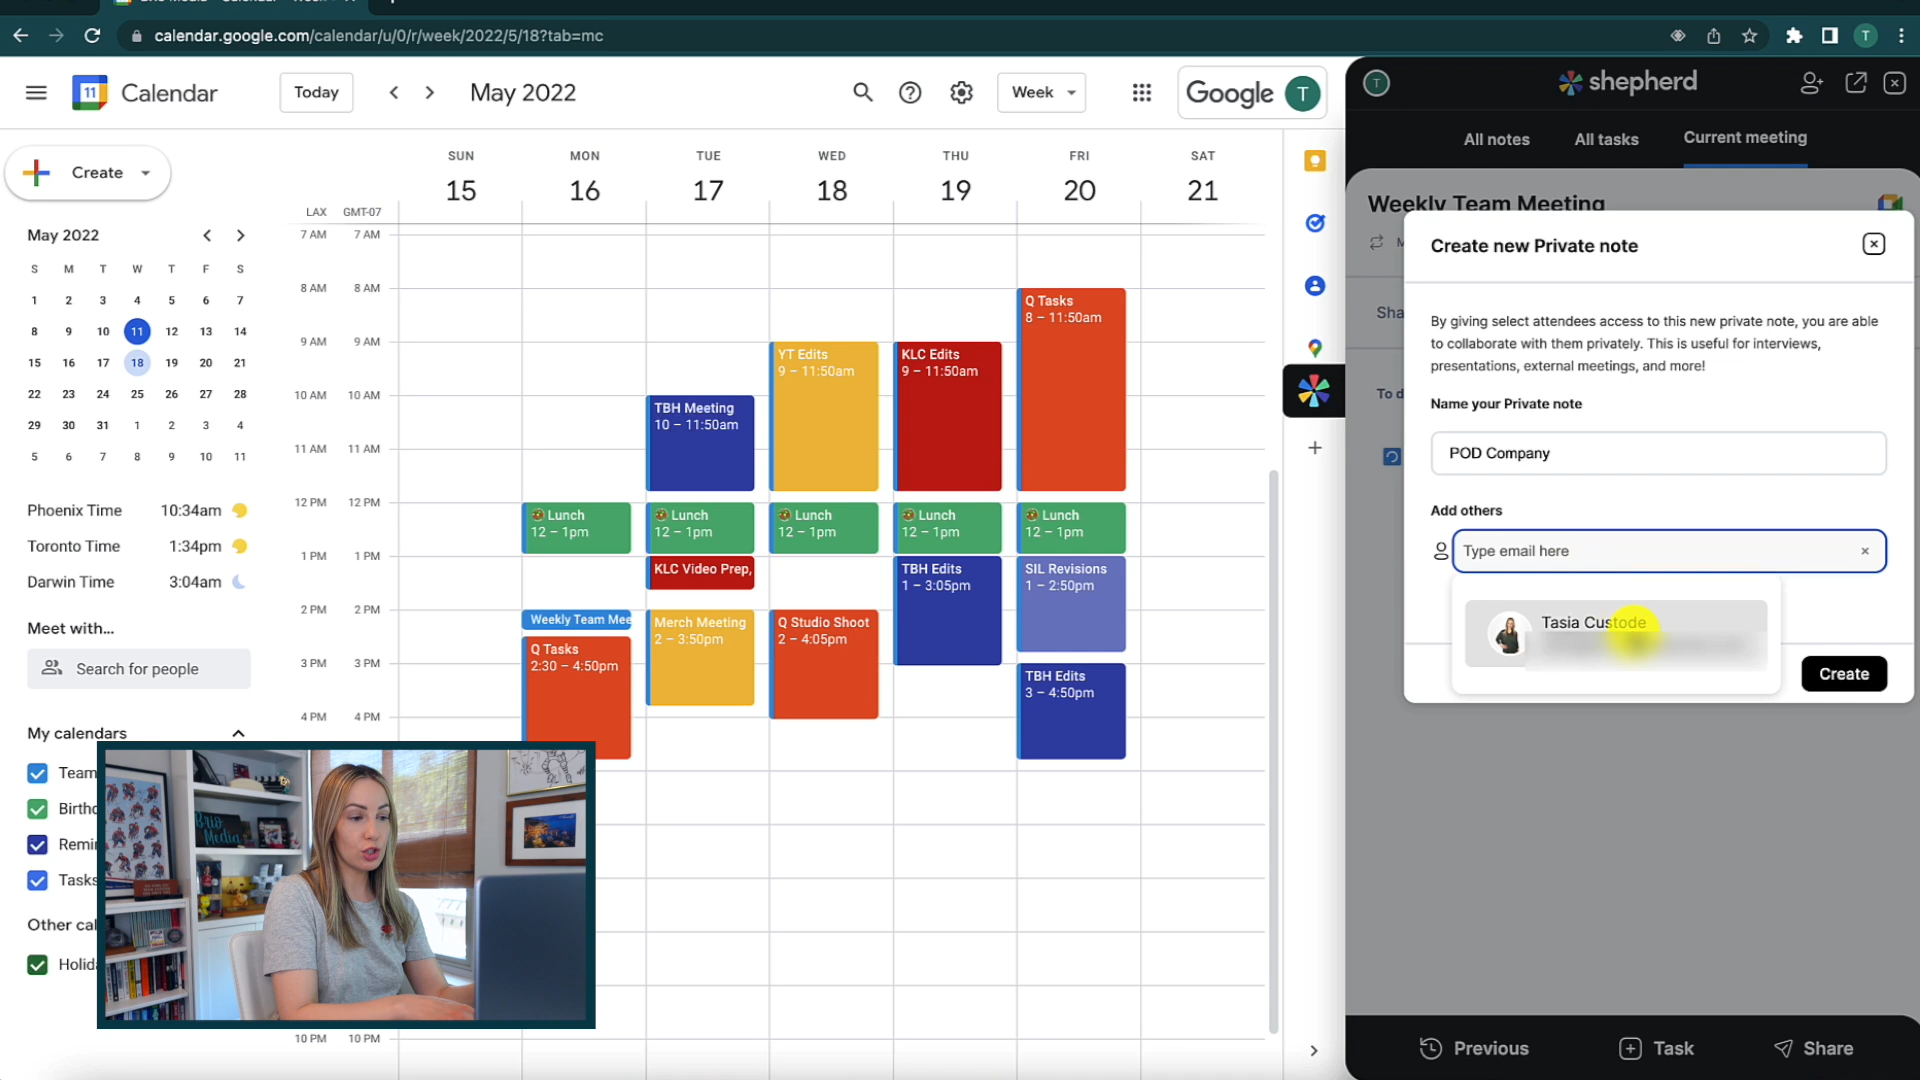 calendar.google.com/calendar/u/0/r/week/2022/5/18?tab=mc
T
11
Calendar
Today
May 2022
Week
Google
T
T
shepherd
All notes
All tasks
Current meeting
Create
May 2022
S M T W T F S
1 2 3 4 5 6 7
8 9 10 11 12 13 14
15 16 17 18 19 20 21
22 23 24 25 26 27 28
29 30 31 1 2 3 4
5 6 7 8 9 10 11
Phoenix Time 10:34am
Toronto Time 1:34pm
Darwin Time 3:04am
Meet with...
Search for people
My calendars
Team
Birthd
Remi
Tasks
Other cal
Holida
SUN MON TUE WED THU FRI SAT
15 16 17 18 19 20 21
LAX GMT-07
7 AM 7 AM
8 AM 8 AM
9 AM 9 AM
10 AM 10 AM
11 AM 11 AM
12 PM 12 PM
1 PM 1 PM
2 PM 2 PM
3 PM 3 PM
4 PM 4 PM
10 PM 10 PM
Lunch
12 – 1pm
Weekly Team Mee
Q Tasks
2:30 – 4:50pm
TBH Meeting
10 – 11:50am
Lunch
12 – 1pm
KLC Video Prep,
Merch Meeting
2 – 3:50pm
YT Edits
9 – 11:50am
Lunch
12 – 1pm
Q Studio Shoot
2 – 4:05pm
KLC Edits
9 – 11:50am
Lunch
12 – 1pm
TBH Edits
1 – 3:05pm
Q Tasks
8 – 11:50am
Lunch
12 – 1pm
SIL Revisions
1 – 2:50pm
TBH Edits
3 – 4:50pm
Brio
Media
Weekly Team Meeting
M
Sha
To d
Create new Private note
By giving select attendees access to this new private note, you are able
to collaborate with them privately. This is useful for interviews,
presentations, external meetings, and more!
Name your Private note
POD Company
Add others
Type email here
Tasia Custode
Create
Previous
Task
Share